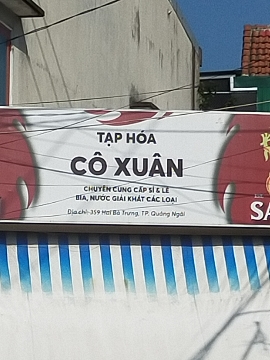 TẠP HÓA
CÔ XUÂN
CHUYÊN CUNG CẤP SỈ & LẺ
BIA, NƯỚC GIẢI KHÁT CÁC LOẠI
Địa chỉ: 359 Hai Bà Trưng, TP. Quảng Ngãi
SA